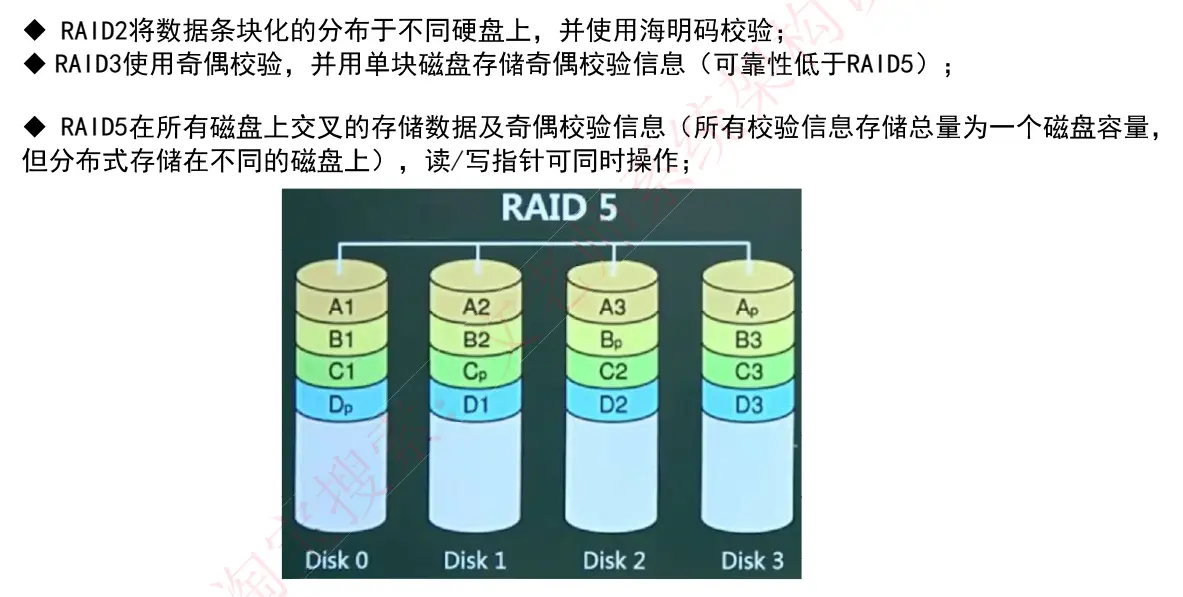 ◆ RAID2将数据条块化的分布于不同硬盘上，并使用海明码校验；
◆ RAID3使用奇偶校验，并用单块磁盘存储奇偶校验信息（可靠性低于RAID5）；
◆ RAID5在所有磁盘上交叉的存储数据及奇偶校验信息（所有校验信息存储总量为一个磁盘容量，
但分布式存储在不同的磁盘上），读/写指针可同时操作；
RAID 5
A1 A2 A3 Ap
B1 B2 Bp B3
C1 Cp C2 C3
Dp D1 D2 D3
Disk 0 Disk 1 Disk 2 Disk 3